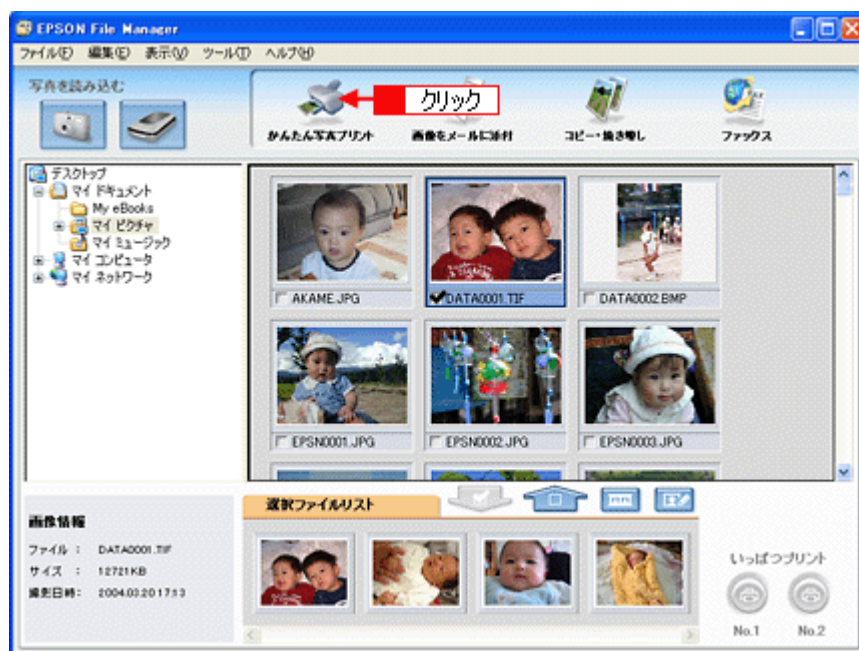 EPSON File Manager
ファイル(F) 編集(E) 表示(V) ツール(T) ヘルプ(H)
写真を読み込む
クリック
かんたん写真プリント 画像をメールに添付 コピー・焼き増し ファックス
デスクトップ
マイ ドキュメント
My eBooks
マイ ピクチャ
マイ ミュージック
マイ コンピュータ
マイ ネットワーク
AKAME.JPG DATA0001.TIF DATA0002.BMP
EPSN0001.JPG EPSN0002.JPG EPSN0003.JPG
選択ファイルリスト
画像情報
ファイル : DATA0001.TIF
サイズ : 12721KB
撮影日時: 2004.03.20 17:13
いっぱつプリント
No.1 No.2